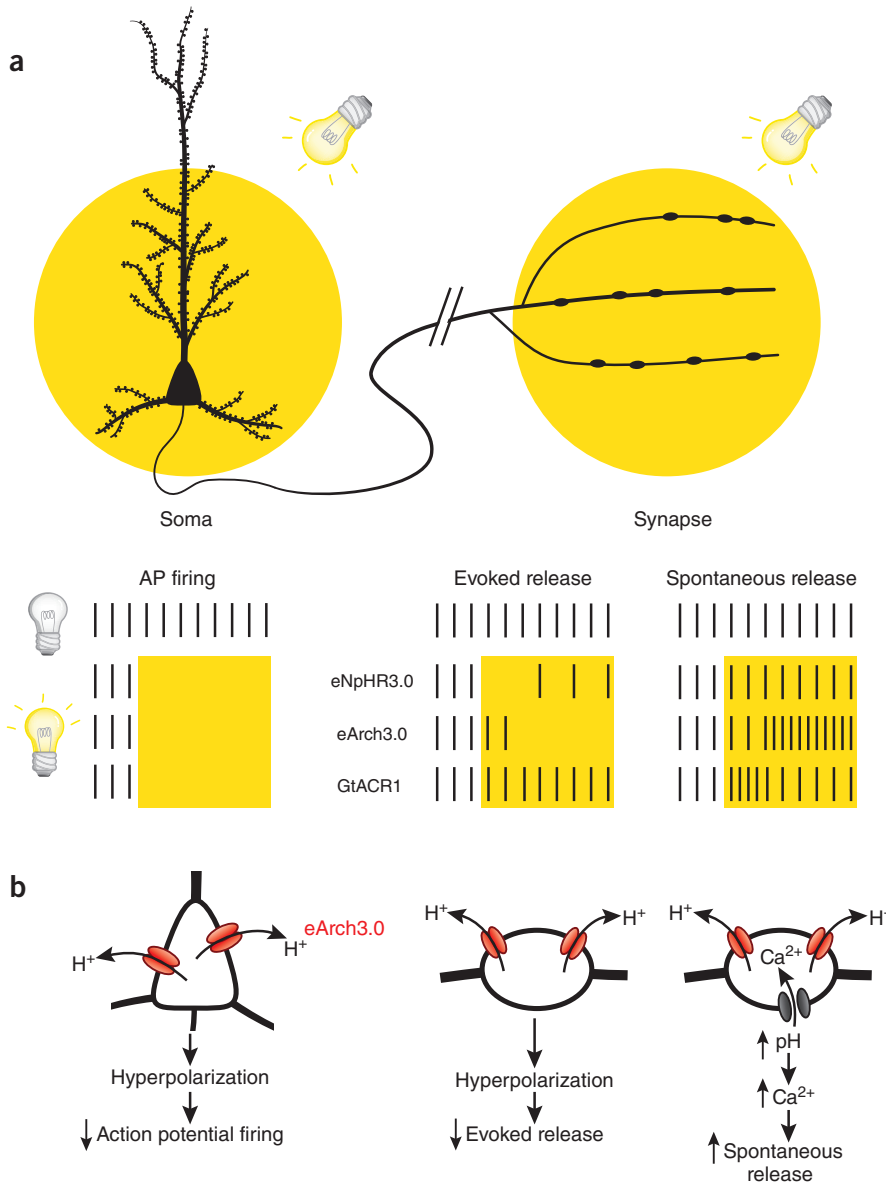 a
Soma
Synapse
AP firing
Evoked release
Spontaneous release
eNpHR3.0
eArch3.0
GtACR1
b
H⁺
H⁺
eArch3.0
Hyperpolarization
↓ Action potential firing
H⁺
H⁺
Hyperpolarization
↓ Evoked release
H⁺
H⁺
Ca²⁺
↑ pH
↑ Ca²⁺
↑ Spontaneous
release